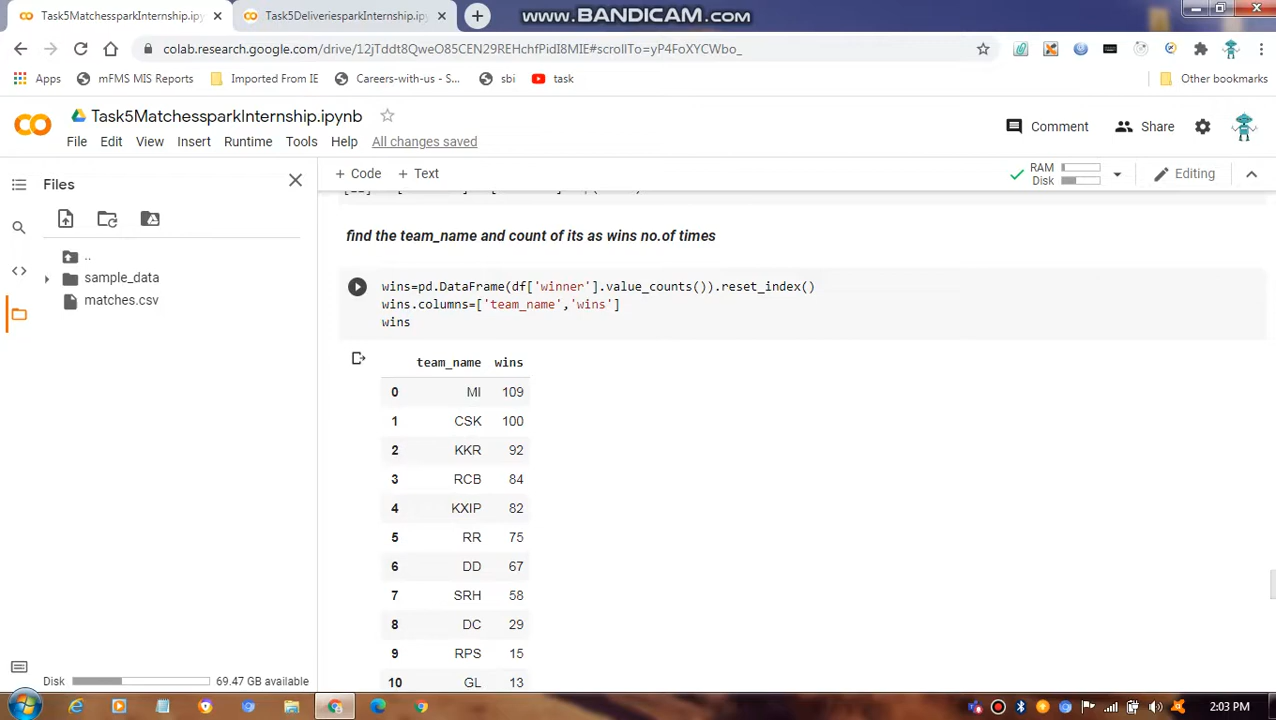 Task5MatchessparkInternship.ipyn
Task5DeliveriesparkInternship.ip
www.BANDICAM.com
colab.research.google.com/drive/12jTddt8QweO85CEN29REHchfPidI8MIE#scrollTo=yP4FoXYCWbo_
Apps
mFMS MIS Reports
Imported From IE
Careers-with-us - S...
sbi
task
Other bookmarks
Task5MatchessparkInternship.ipynb
File Edit View Insert Runtime Tools Help All changes saved
Comment
Share
Files
+ Code + Text
RAM
Disk
Editing
find the team_name and count of its as wins no.of times
..
sample_data
matches.csv
wins=pd.DataFrame(df['winner'].value_counts()).reset_index()
wins.columns=['team_name','wins']
wins
team_name wins
0 MI 109
1 CSK 100
2 KKR 92
3 RCB 84
4 KXIP 82
5 RR 75
6 DD 67
7 SRH 58
8 DC 29
9 RPS 15
10 GL 13
Disk 69.47 GB available
2:03 PM